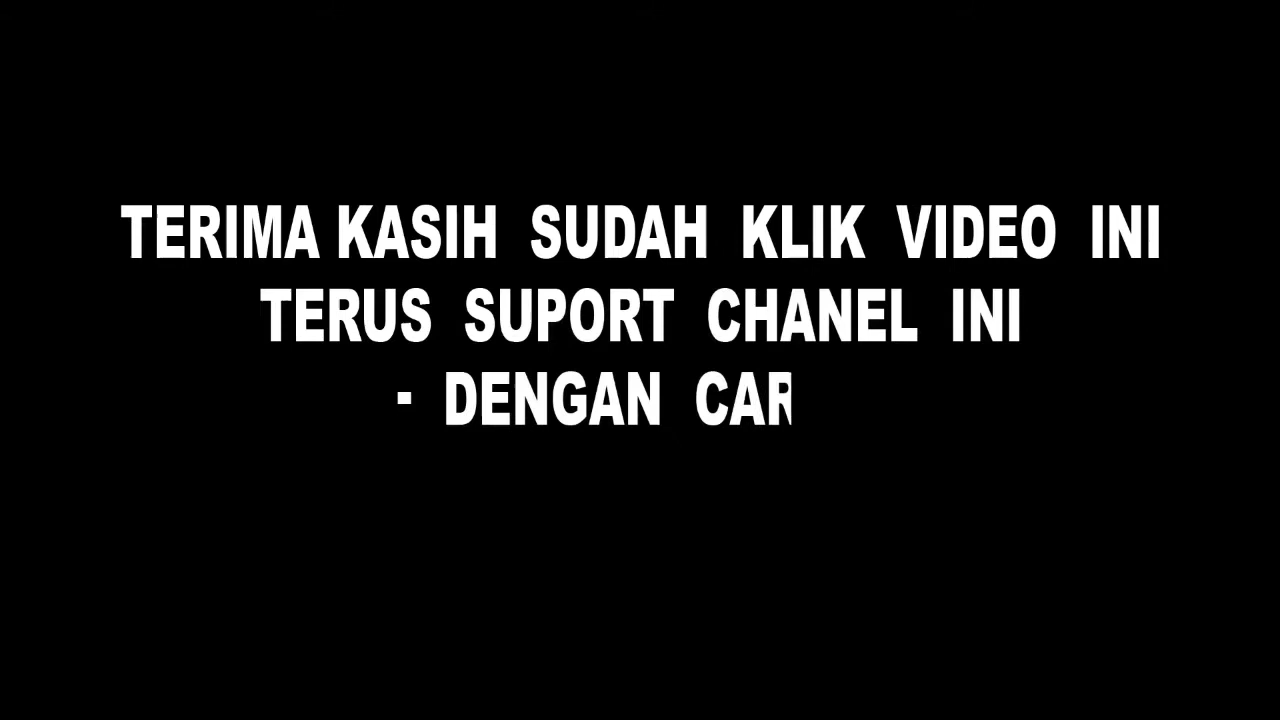 TERIMA KASIH SUDAH KLIK VIDEO INI
TERUS SUPORT CHANEL INI
- DENGAN CAR